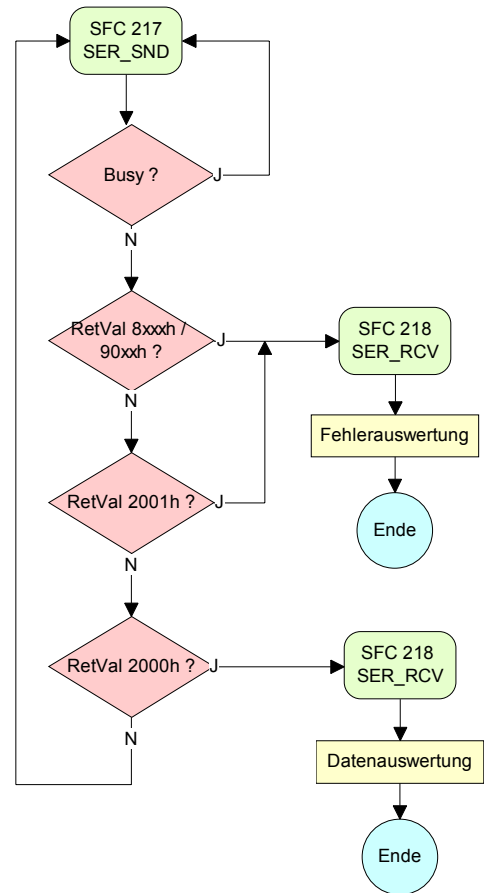 SFC 217
SER_SND
Busy ?
J
N
RetVal 8xxxh /
90xxh ?
J
SFC 218
SER_RCV
N
Fehlerauswertung
RetVal 2001h ?
J
Ende
N
RetVal 2000h ?
J
SFC 218
SER_RCV
N
Datenauswertung
Ende